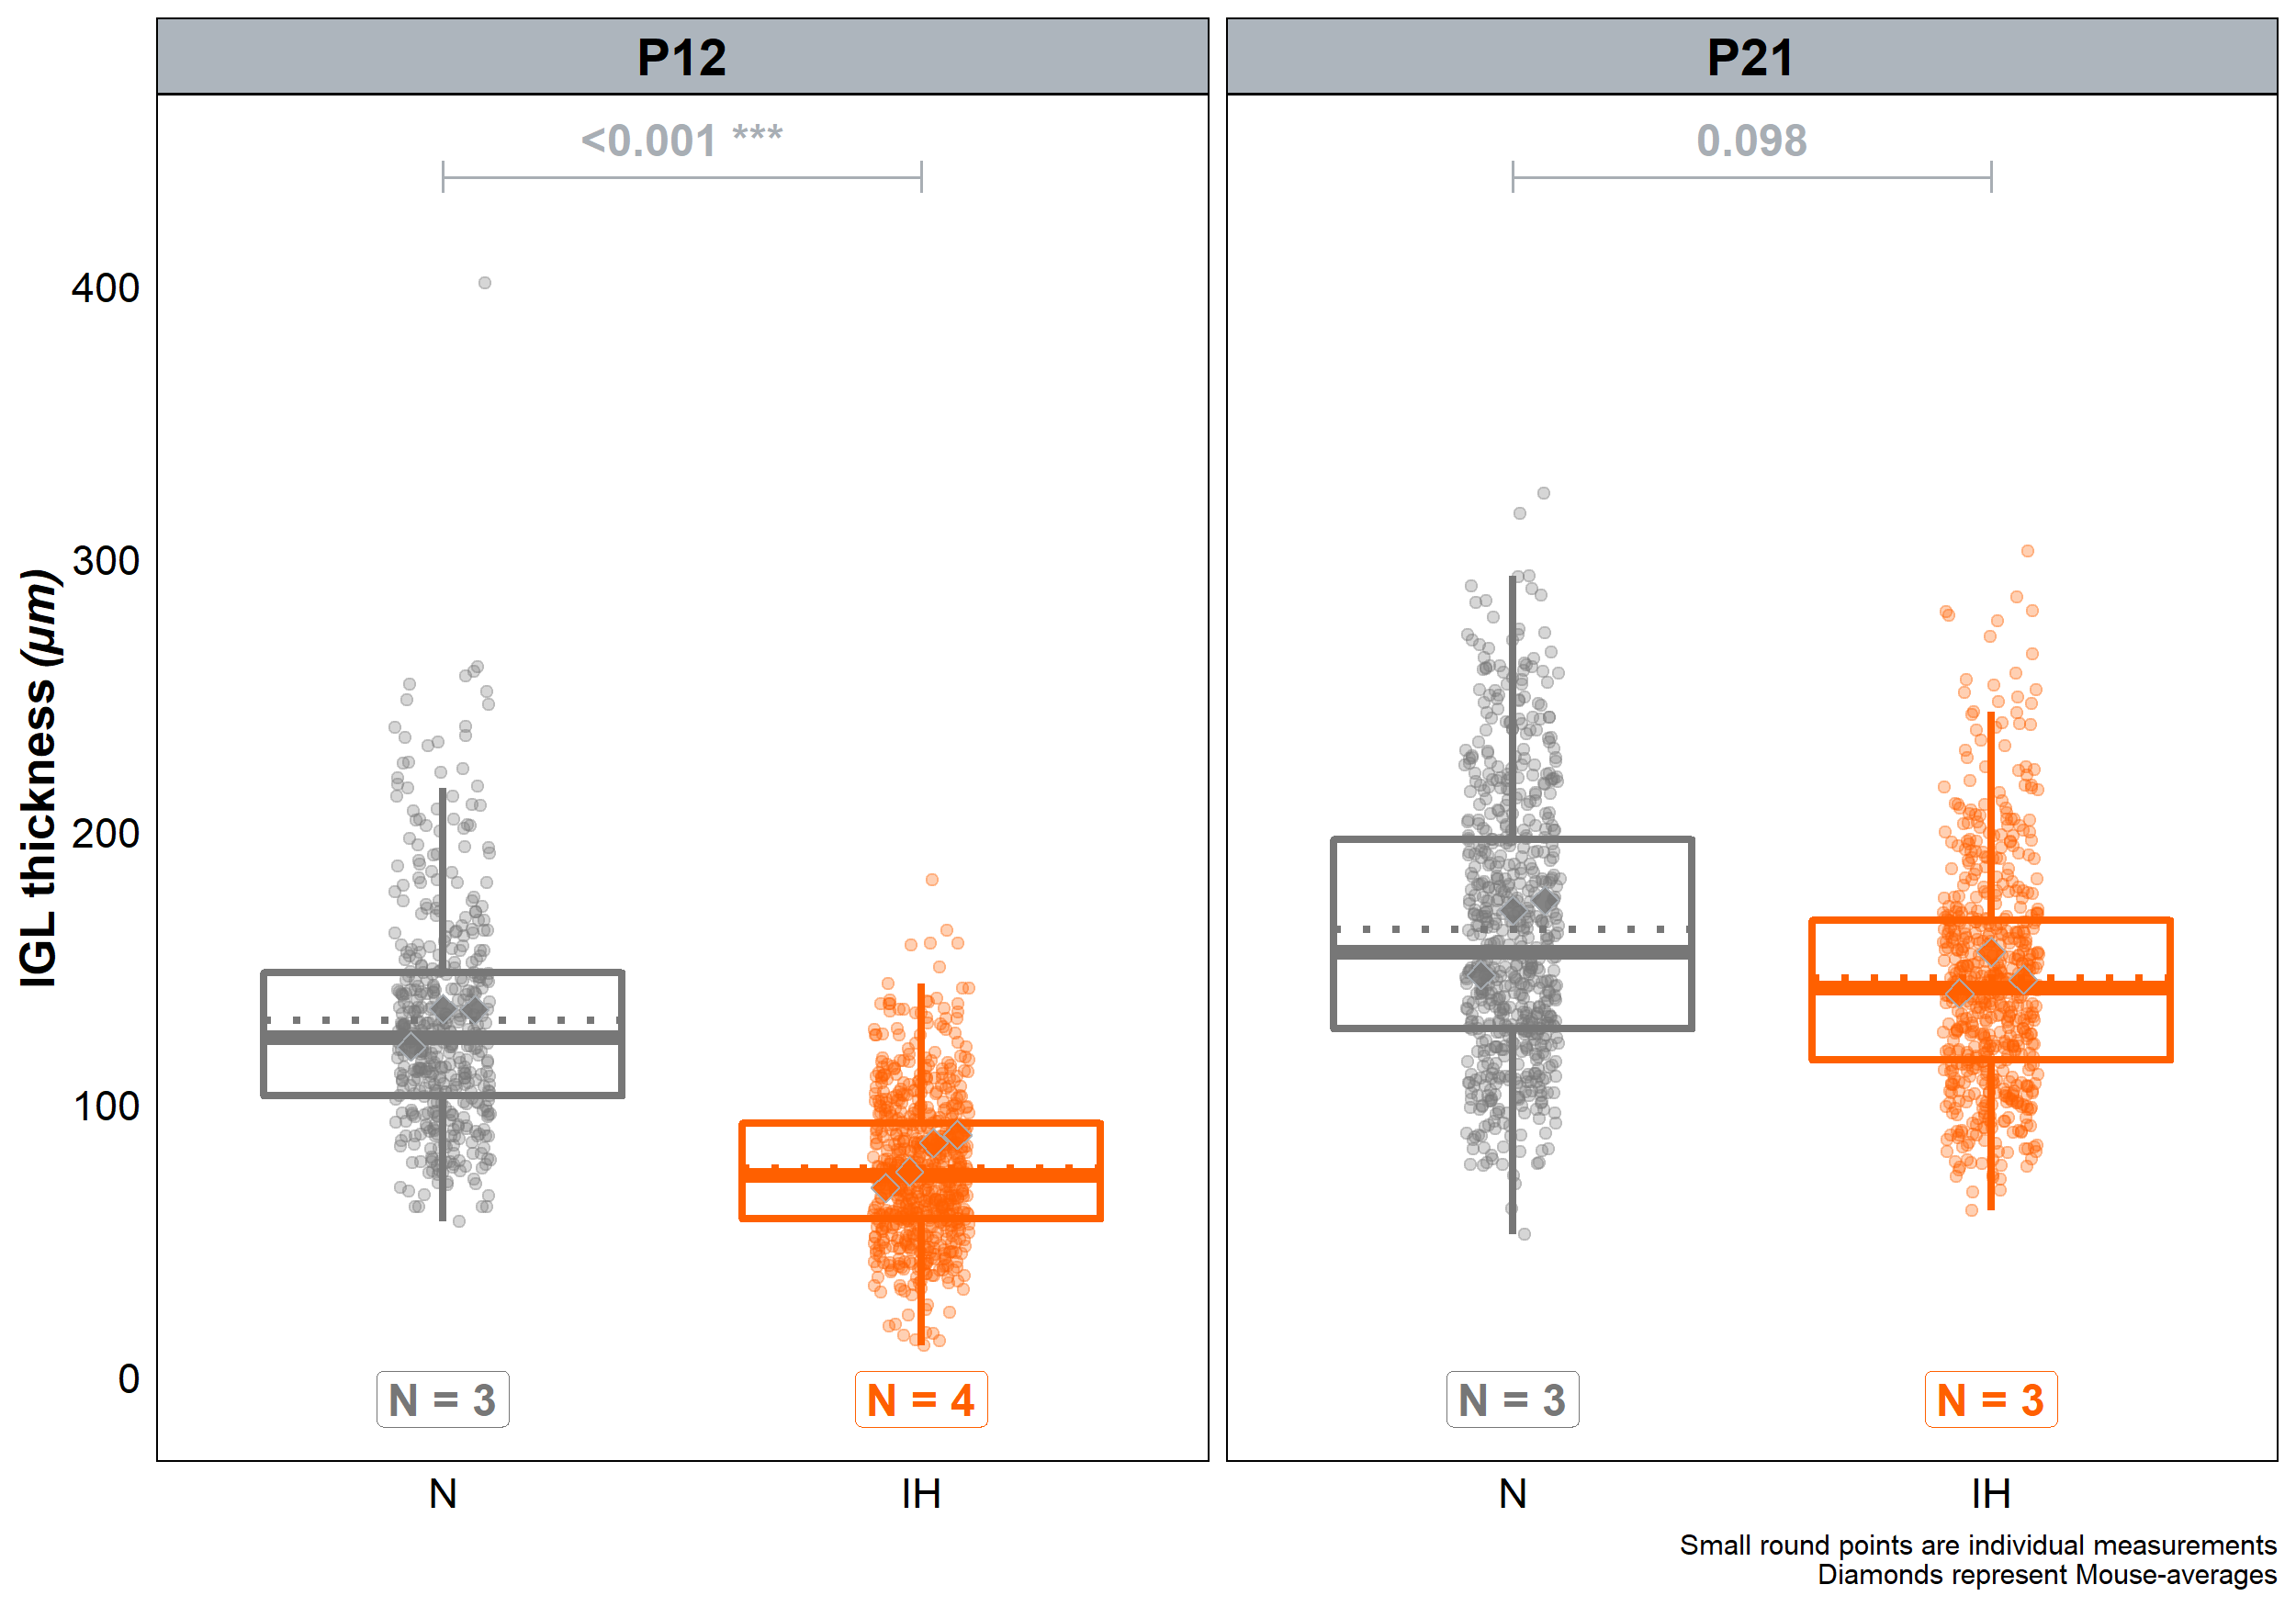 P12
P21
<0.001 ***
0.098
IGL thickness (µm)
400
300
200
100
0
N = 3
N = 4
N = 3
N = 3
N
IH
N
IH
Small round points are individual measurements
Diamonds represent Mouse-averages